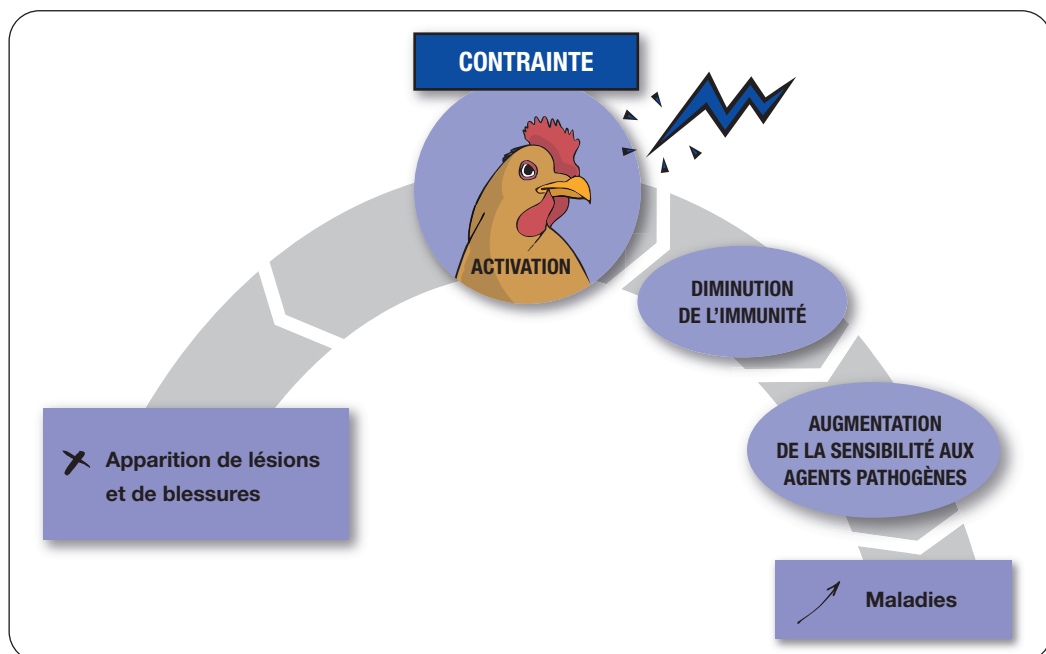 CONTRAINTE
ACTIVATION
DIMINUTION
DE L'IMMUNITÉ
AUGMENTATION
DE LA SENSIBILITÉ AUX
AGENTS PATHOGÈNES
Apparition de lésions
et de blessures
Maladies